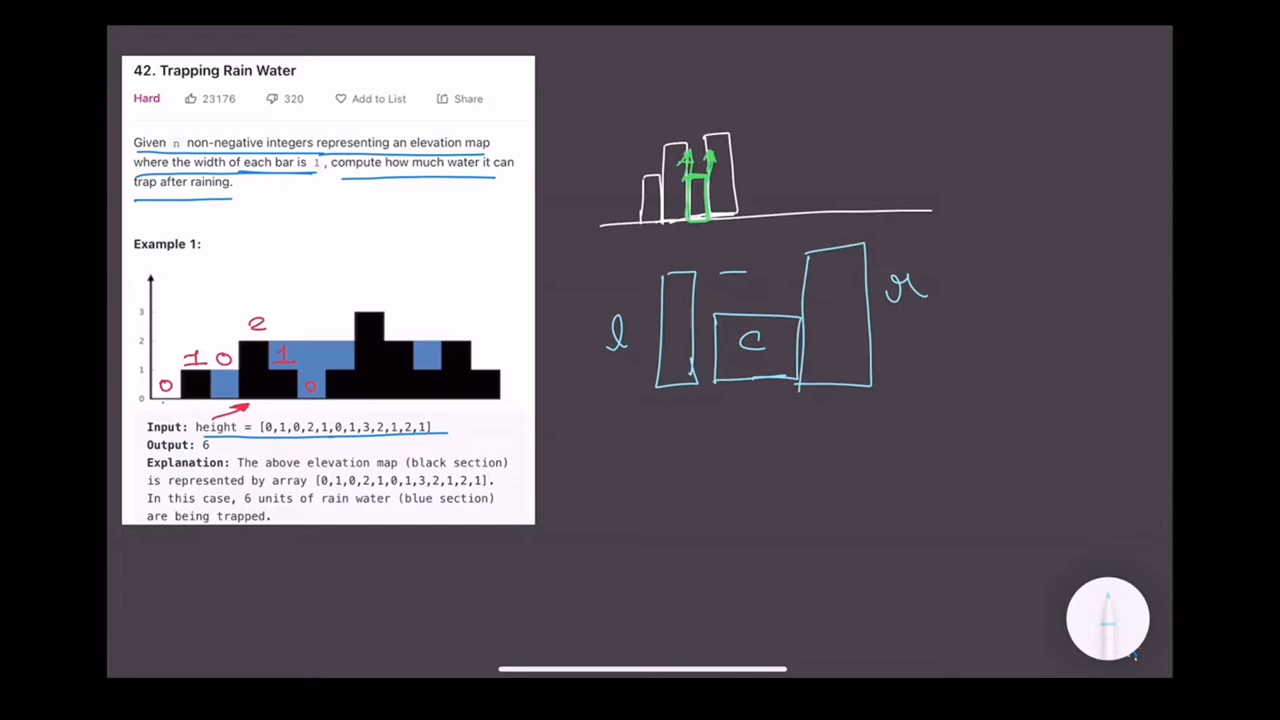 42. Trapping Rain Water
Hard 23176 320 Add to List Share
Given n non-negative integers representing an elevation map
where the width of each bar is 1 , compute how much water it can
trap after raining.
Example 1:
3
2
1
0
0 1 0 2 1 0
Input: height = [0,1,0,2,1,0,1,3,2,1,2,1]
Output: 6
Explanation: The above elevation map (black section)
is represented by array [0,1,0,2,1,0,1,3,2,1,2,1].
In this case, 6 units of rain water (blue section)
are being trapped.
l C r